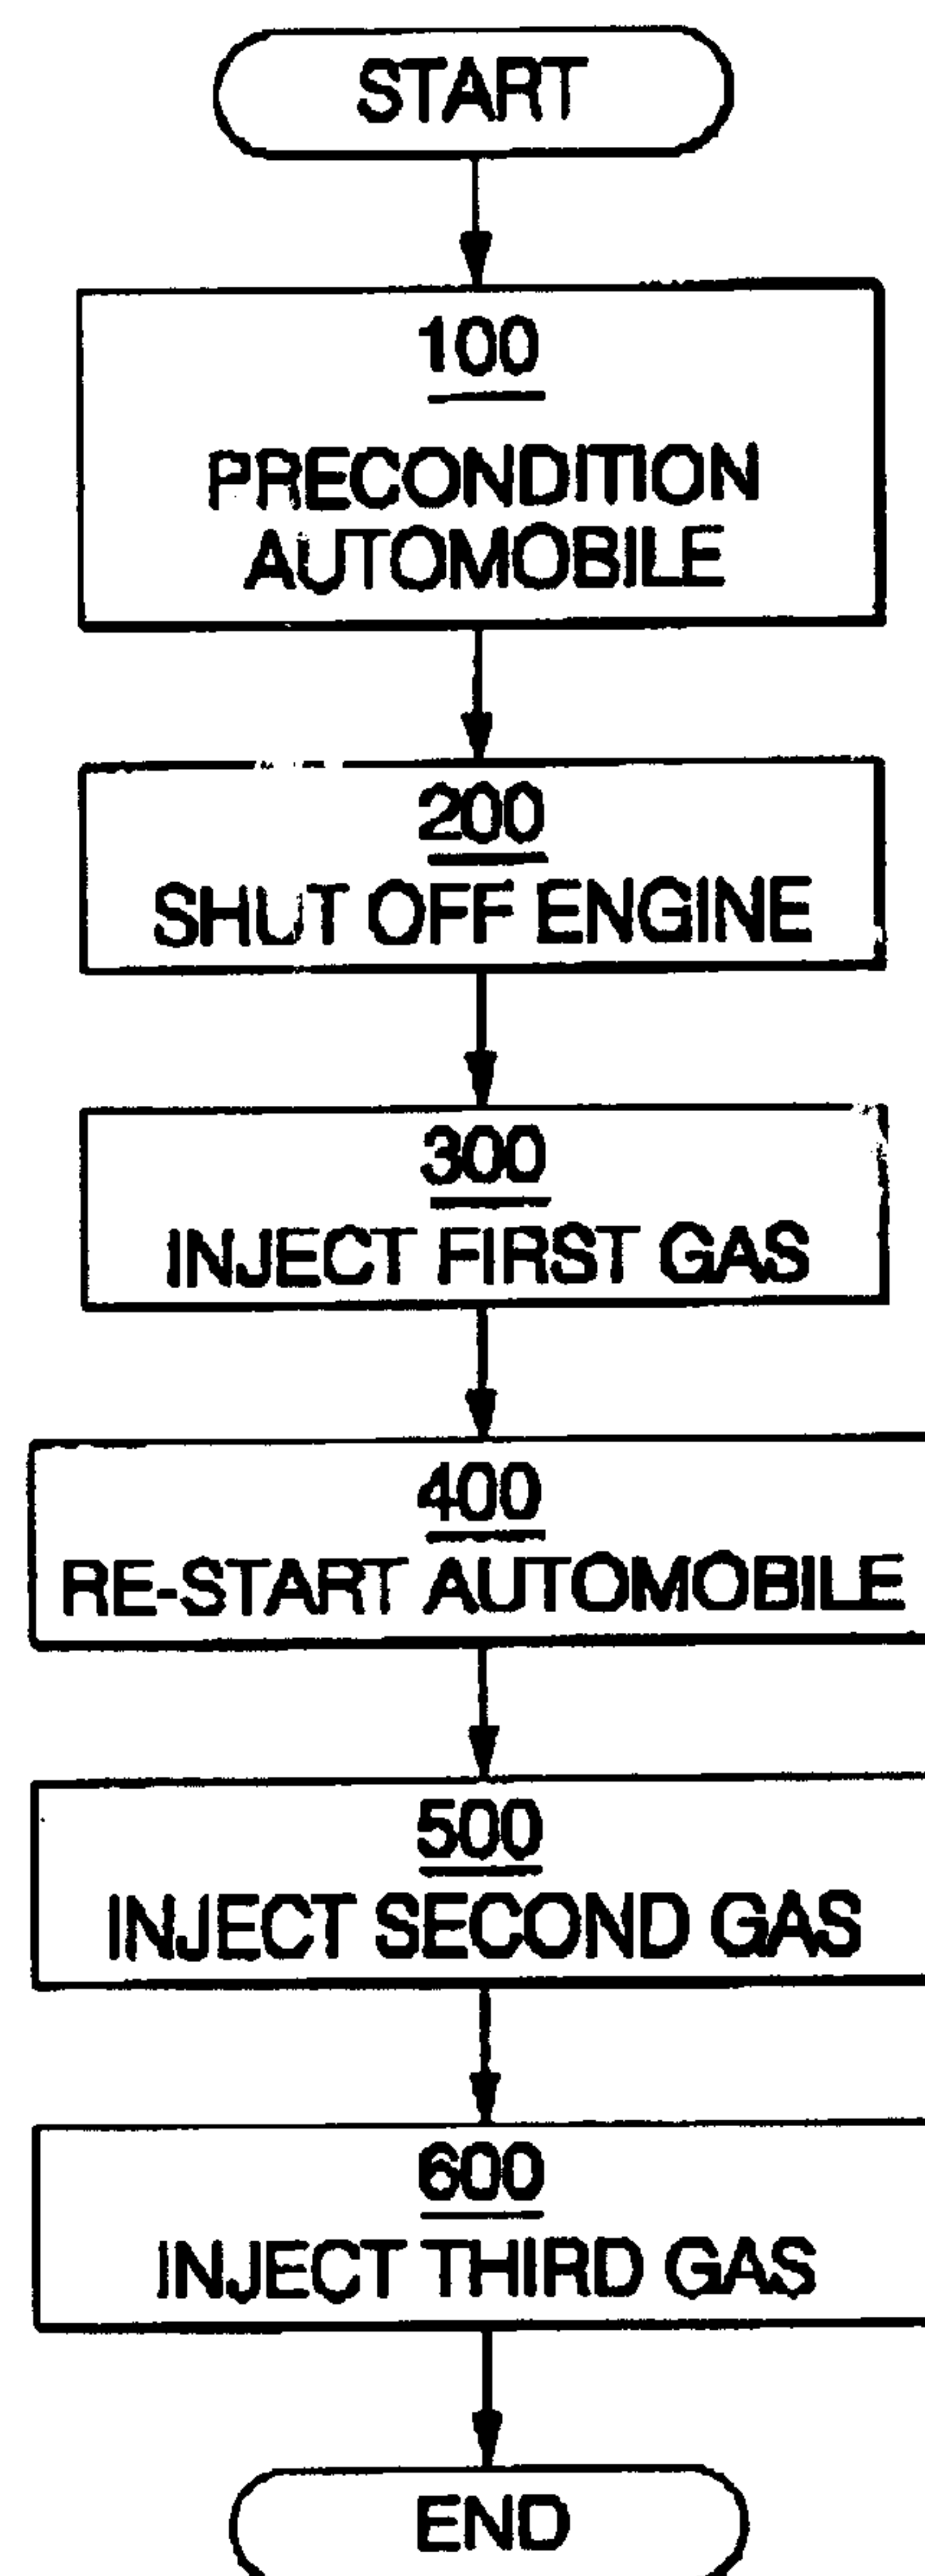 START
100
PRECONDITION
AUTOMOBILE
200
SHUT OFF ENGINE
300
INJECT FIRST GAS
400
RE-START AUTOMOBILE
500
INJECT SECOND GAS
600
INJECT THIRD GAS
END